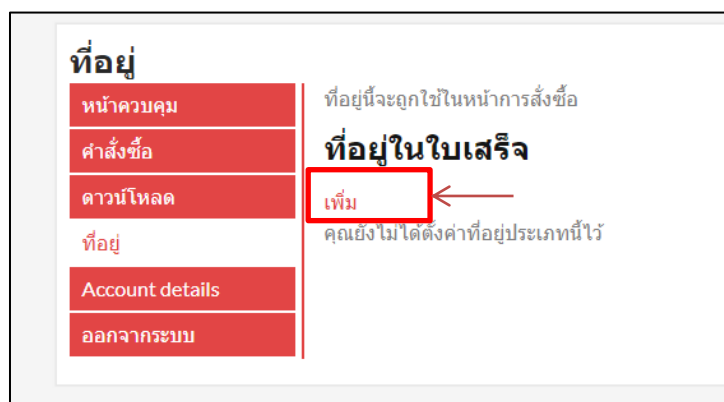 ที่อยู่
หน้าควบคุม
คำสั่งซื้อ
ดาวน์โหลด
ที่อยู่
Account details
ออกจากระบบ
ที่อยู่นี้จะถูกใช้ในหน้าการสั่งซื้อ
ที่อยู่ในใบเสร็จ
เพิ่ม
คุณยังไม่ได้ตั้งค่าที่อยู่ประเภทนี้ไว้